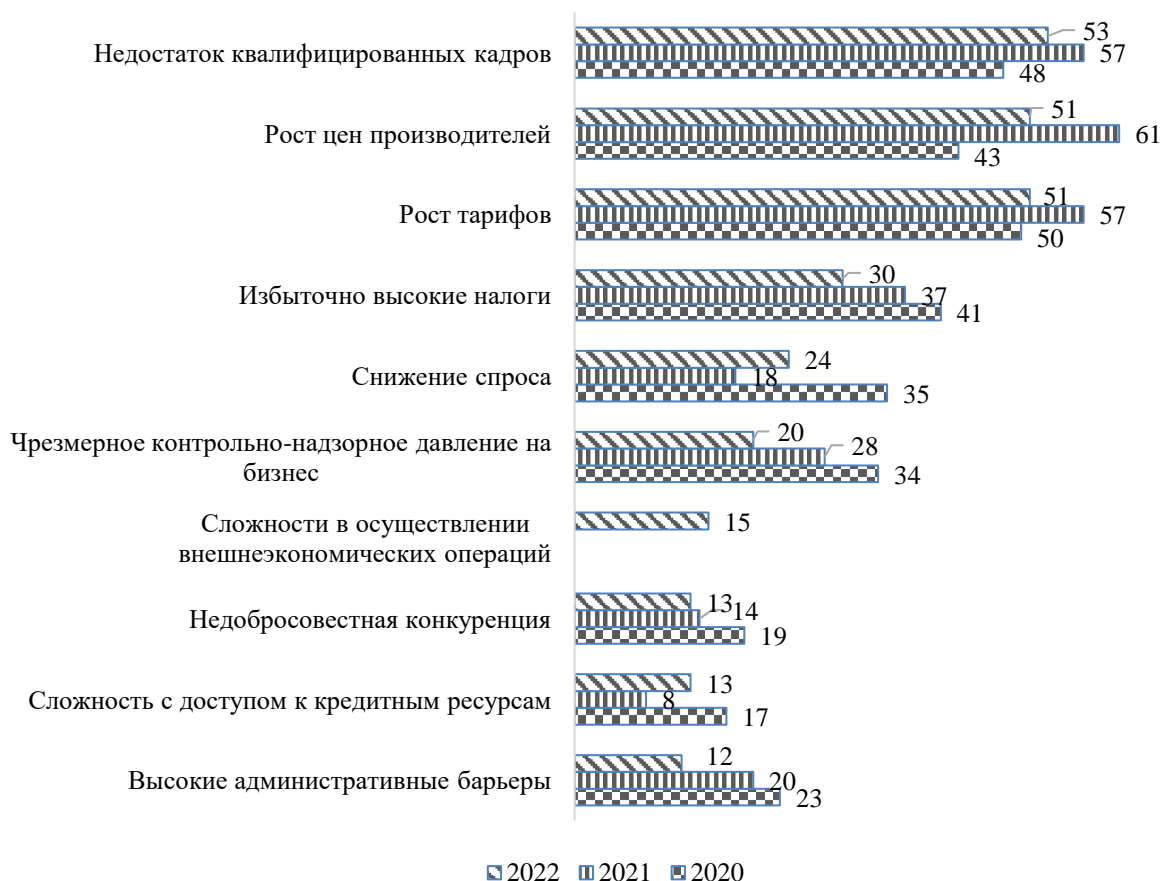 53
Недостаток квалифицированных кадров
57
48
51
Рост цен производителей
61
43
51
Рост тарифов
57
50
30
Избыточно высокие налоги
37
41
24
Снижение спроса
18
35
Чрезмерное контрольно-надзорное давление на
20
28
бизнес
34
Сложности в осуществлении
15
внешнеэкономических операций
13
Недобросовестная конкуренция
14
19
13
Сложность с доступом к кредитным ресурсам
8
17
12
Высокие административные барьеры
20
23
2022 2021 2020